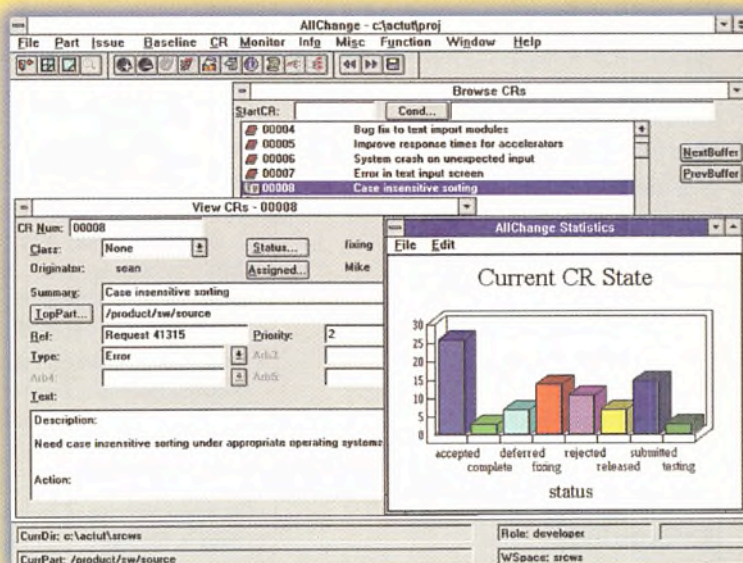 AllChange - c:\actut\proj
File Part Issue Baseline CR Monitor Info Misc Function Window Help
Browse CRs
StartCR: Cond...
00004 Bug fix to text import modules
00005 Improve response times for accelerators
00006 System crash on unexpected input
00007 Error in text input screen
00008 Case insensitive sorting
NextBuffer
PrevBuffer
View CRs - 00008
CR Num: 00008
Class: None Status... fixing
Originator: sean Assigned... Mike
Summary: Case insensitive sorting
TopPart... /product/sw/source
Ref: Request 41315 Priority: 2
Type: Error Arb3:
Arb4: Arb5:
Text:
Description:
Need case insensitive sorting under appropriate operating systems
Action:
AllChange Statistics
File Edit
Current CR State
30
25
20
15
10
5
0
accepted deferred rejected submitted
complete fixing released testing
status
CurrDir: c:\actut\srcws Role: developer
CurrPart: /product/sw/source WSpace: srcws